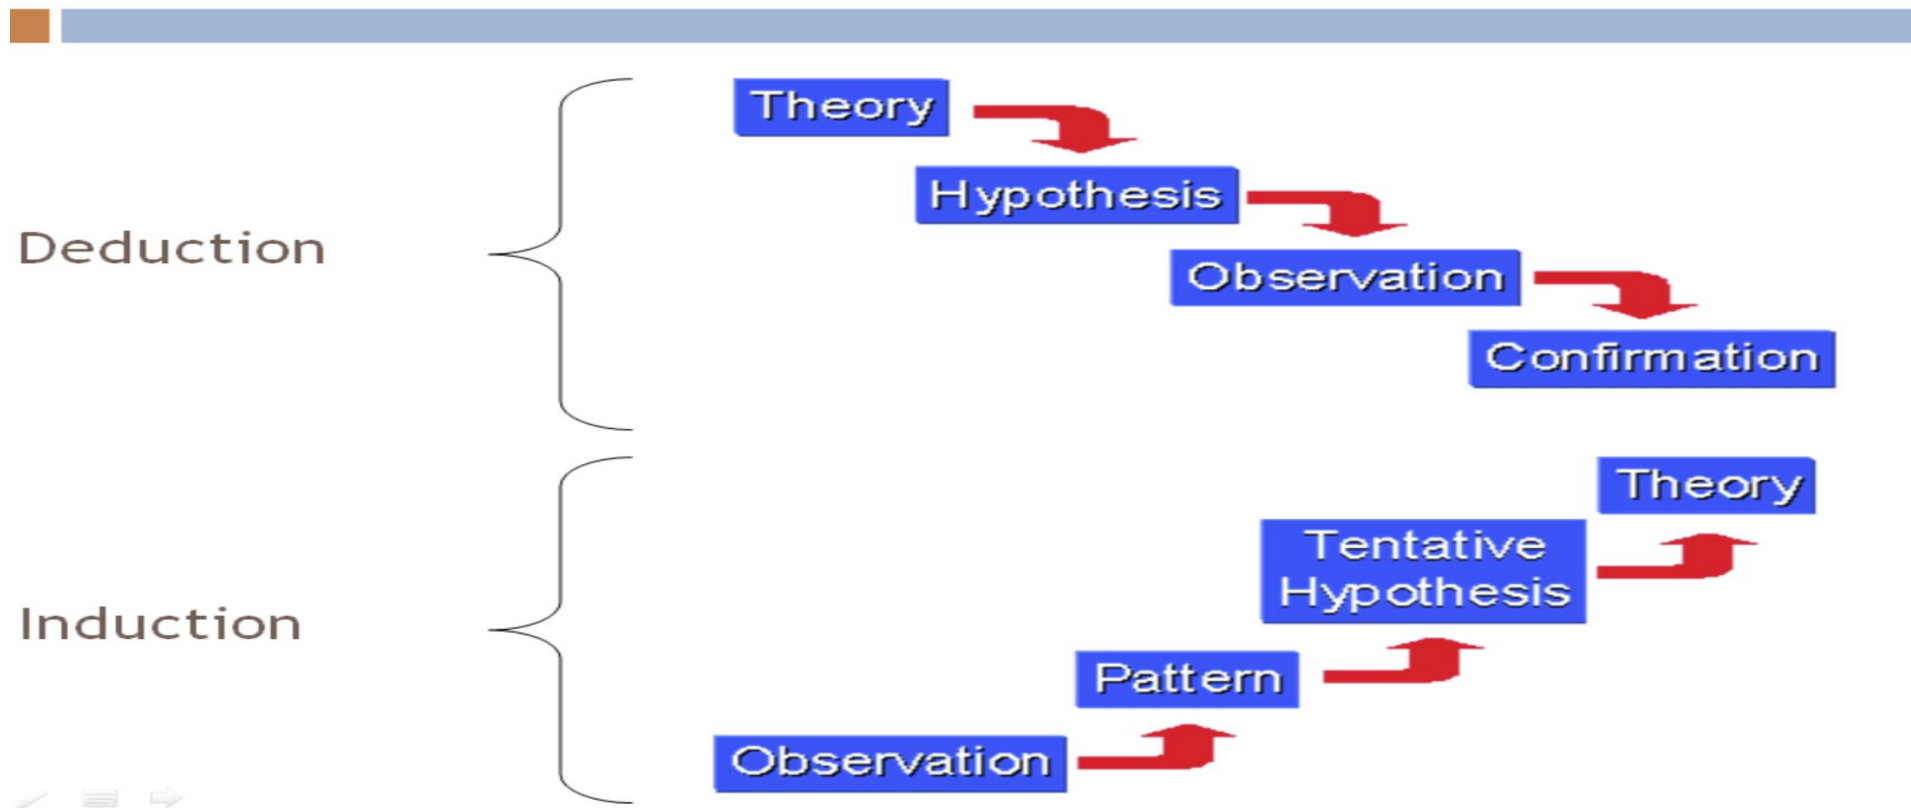 Theory
Hypothesis
Deduction
Observation
Confirmation
Theory
Tentative
Hypothesis
Induction
Pattern
Observation